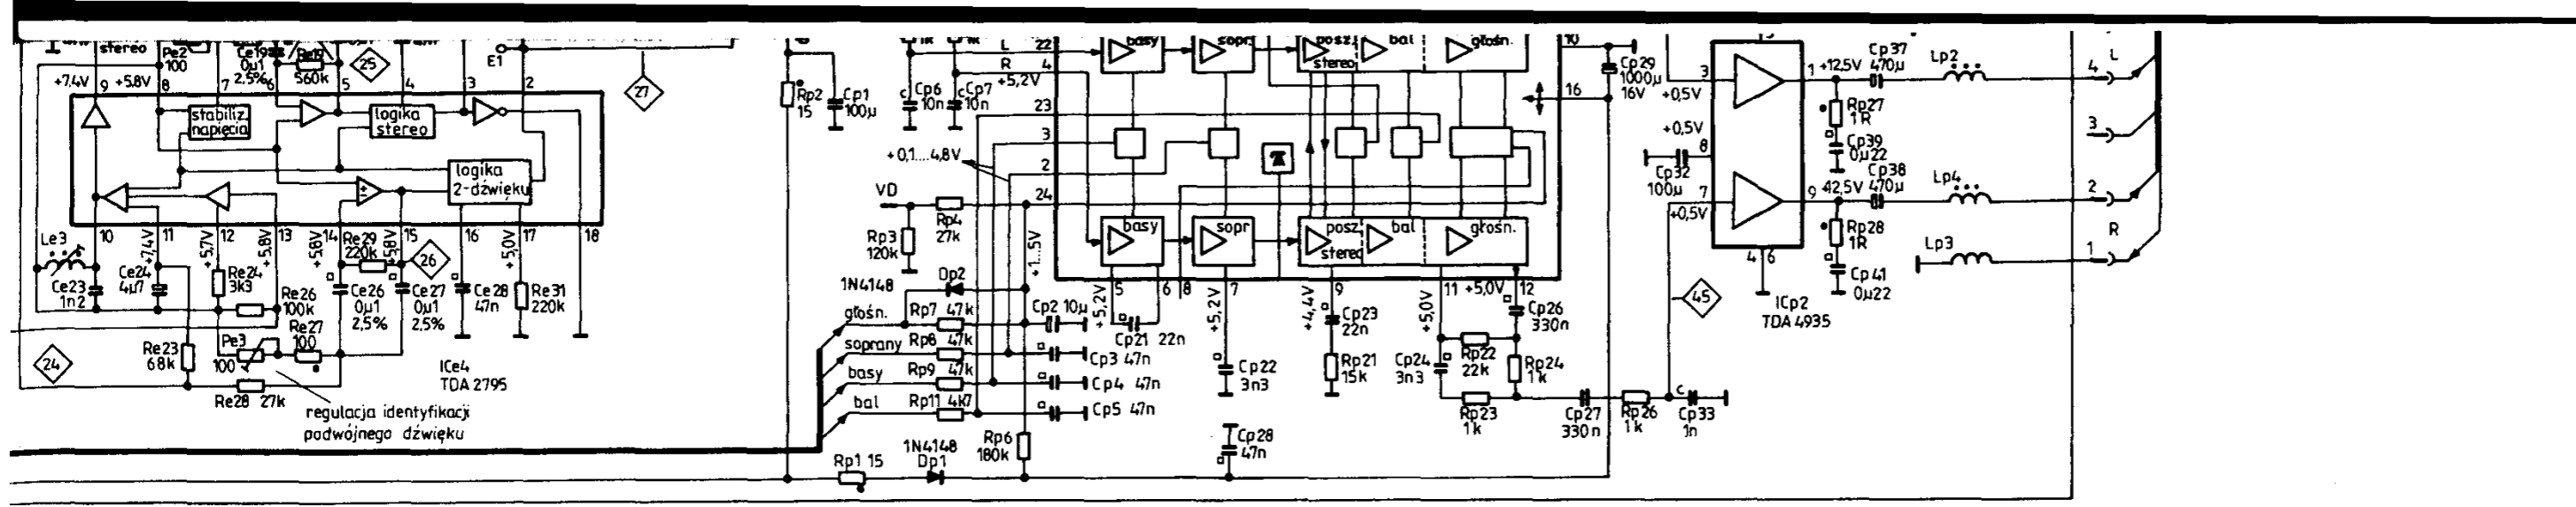 stereo
Pe2
100
Ce19
0µ1
2,5%
Re19
560k
25
E1
27
+7,4V
9
+5,8V
8
7
6
5
4
3
2
stabiliz.
napięcia
logika
stereo
logika
2-dźwięku
10
11
12
13
14
15
16
17
18
+7,4V
+5,7V
+5,8V
+5,8V
+5,8V
+5,0V
Le3
Ce23
1n2
Ce24
4µ7
Re24
3k3
Re26
100k
Re29
220k
26
Ce26
0µ1
2,5%
Ce27
0µ1
2,5%
Ce28
47n
Re31
220k
Re27
100
Pe3
100
Re23
68k
24
Re28 27k
ICe4
TDA 2795
regulacja identyfikacji
podwójnego dźwięku
Rp2
15
Cp1
100µ
Cp6
10n
Cp7
10n
L
R
22
4
+5,2V
23
3
2
24
+0,1...4,8V
VD
Rp4
27k
Rp3
120k
+1...5V
1N4148
Dp2
głośn.
Rp7 47k
Cp2 10µ
soprany
Rp8 47k
Cp3 47n
basy
Rp9 47k
Cp4 47n
bal
Rp11 4k7
Cp5 47n
Rp6
180k
1N4148
Dp1
Rp1 15
basy
sopr.
posz.
stereo
bal
głośn.
basy
sopr
posz.
stereo
bal
głośn.
10
16
5
6
8
7
9
11
+5,0V
12
+5,2V
+5,2V
+4,4V
+5,0V
Cp21 22n
Cp22
3n3
Cp28
47n
Cp23
22n
Rp21
15k
Cp24
3n3
Rp22
22k
Rp23
1k
Cp26
330n
Rp24
1k
Cp27
330n
Rp26
1k
Cp33
1n
Cp29
1000µ
16V
45
3
+0,5V
+0,5V
8
Cp32
100µ
7
+0,5V
1
+12,5V
9
+12,5V
4
6
ICp2
TDA 4935
Cp37
470µ
Rp27
1R
Cp39
0µ22
Cp38
470µ
Rp28
1R
Cp41
0µ22
Lp2
Lp4
Lp3
L
4
3
2
R
1